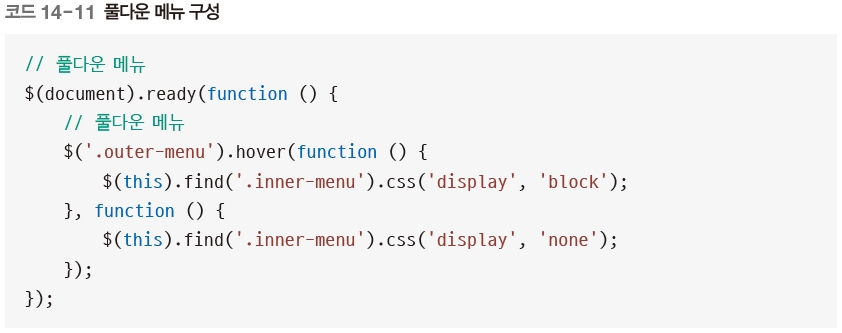 코드 14-11 풀다운 메뉴 구성
// 풀다운 메뉴
$(document).ready(function () {
    // 풀다운 메뉴
    $('.outer-menu').hover(function () {
        $(this).find('.inner-menu').css('display', 'block');
    }, function () {
        $(this).find('.inner-menu').css('display', 'none');
    });
});